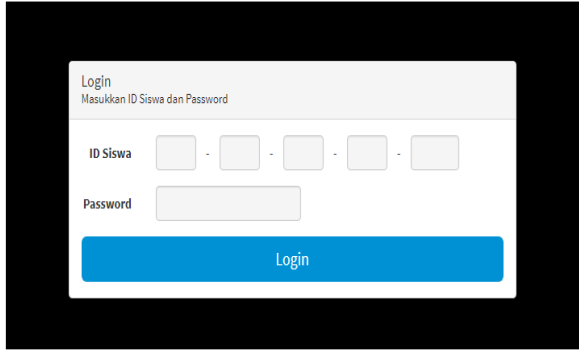 Login
Masukkan ID Siswa dan Password
ID Siswa - - - -
Password
Login